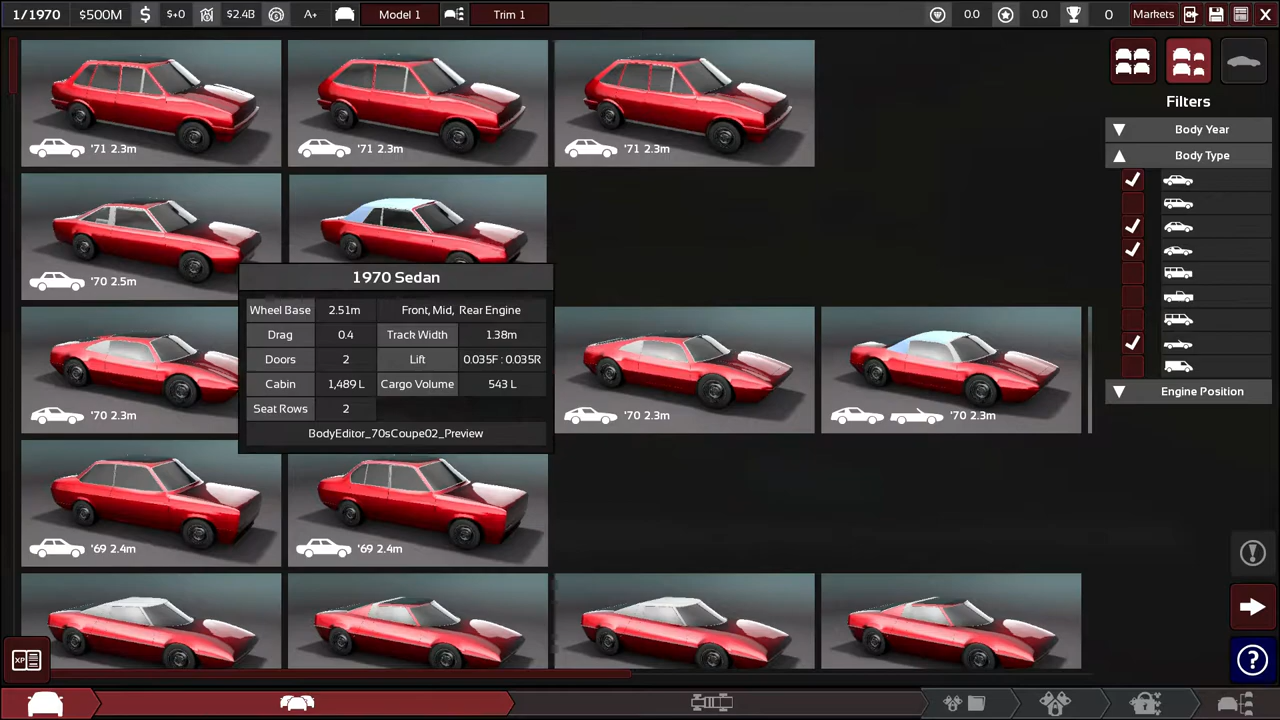 1/1970 $500M $ $+0 $2.4B A+ Model 1 Trim 1 0.0 0.0 0 Markets
Filters
Body Year
Body Type
Engine Position
'71 2.3m '71 2.3m '71 2.3m
'70 2.5m
1970 Sedan
Wheel Base 2.51m Front, Mid, Rear Engine
Drag 0.4 Track Width 1.38m
Doors 2 Lift 0.035F : 0.035R
Cabin 1,489 L Cargo Volume 543 L
Seat Rows 2
BodyEditor_70sCoupe02_Preview
'70 2.3m '70 2.3m '70 2.3m
'69 2.4m '69 2.4m
XP
?